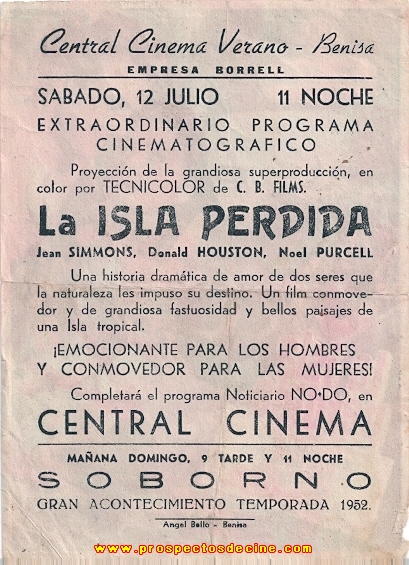 Central Cinema Verano - Benisa
EMPRESA BORRELL
SABADO, 12 JULIO 11 NOCHE
EXTRAORDINARIO PROGRAMA
CINEMATOGRAFICO
Proyección de la grandiosa superproducción, en
color por TECNICOLOR de C. B. FILMS.
La ISLA PERDIDA
Jean SIMMONS, Donald HOUSTON, Noel PURCELL
Una historia dramática de amor de dos seres que
la naturaleza les impuso su destino. Un film conmove-
dor y de grandiosa fastuosidad y bellos paisajes de
una Isla tropical.
¡EMOCIONANTE PARA LOS HOMBRES
Y CONMOVEDOR PARA LAS MUJERES!
Completará el programa Noticiario NO•DO, en
CENTRAL CINEMA
MAÑANA DOMINGO, 9 TARDE Y 11 NOCHE
SOBORNO
GRAN ACONTECIMIENTO TEMPORADA 1952.
Angel Bello - Benisa
www.prospectosdecine.com